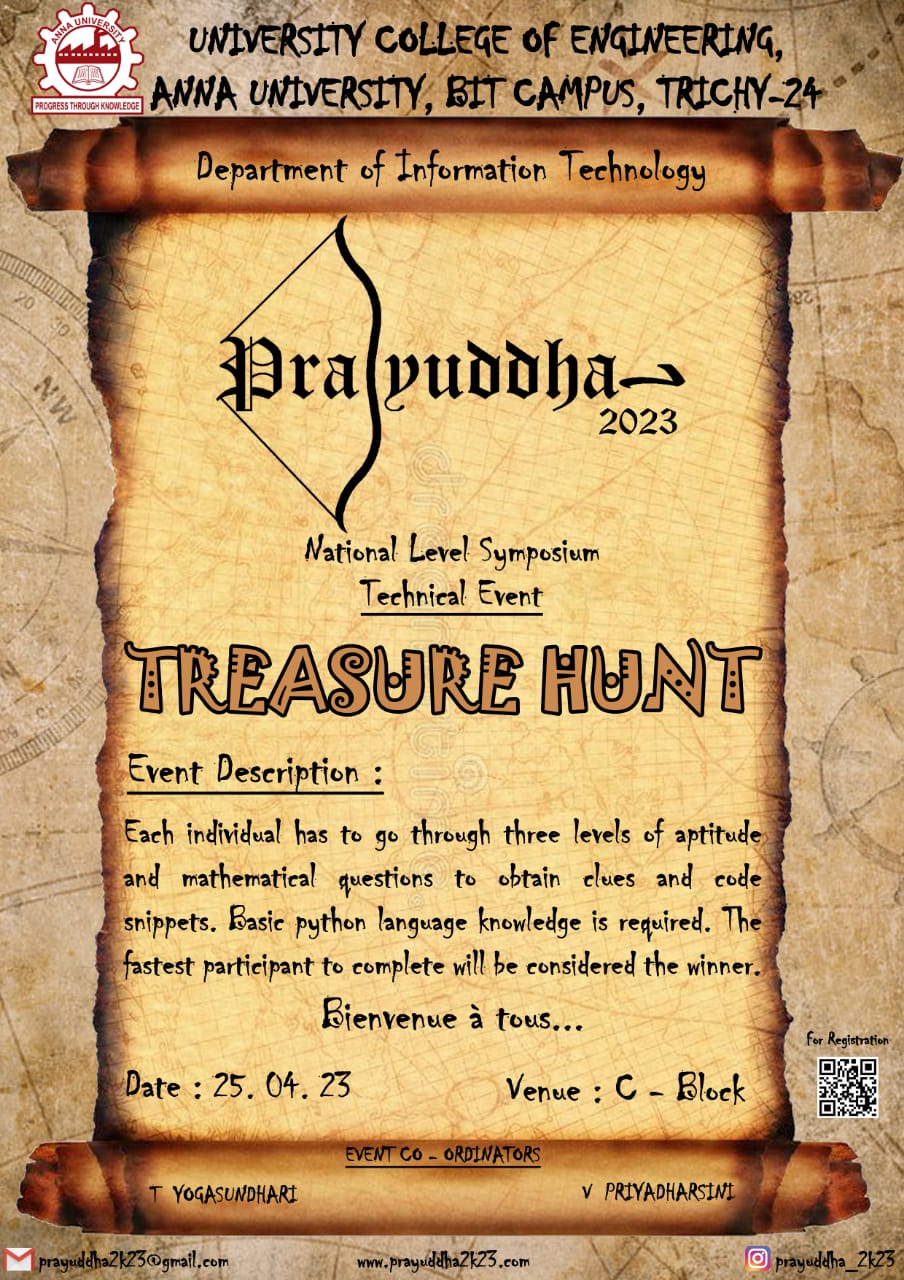 ANNA UNIVERSITY
PROGRESS THROUGH KNOWLEDGE
UNIVERSITY COLLEGE OF ENGINEERING,
ANNA UNIVERSITY, BIT CAMPUS, TRICHY-24
Department of Information Technology
Prayuddha
2023
National Level Symposium
Technical Event
TREASURE HUNT
Event Description :
Each individual has to go through three levels of aptitude
and mathematical questions to obtain clues and code
snippets. Basic python language knowledge is required. The
fastest participant to complete will be considered the winner.
Bienvenue à tous...
For Registration
Date : 25. 04. 23
Venue : C - Block
EVENT CO - ORDINATORS
T YOGASUNDHARI
V PRIYADHARSINI
prayuddha2k23@gmail.com
www.prayuddha2k23.com
prayuddha_2k23
NW